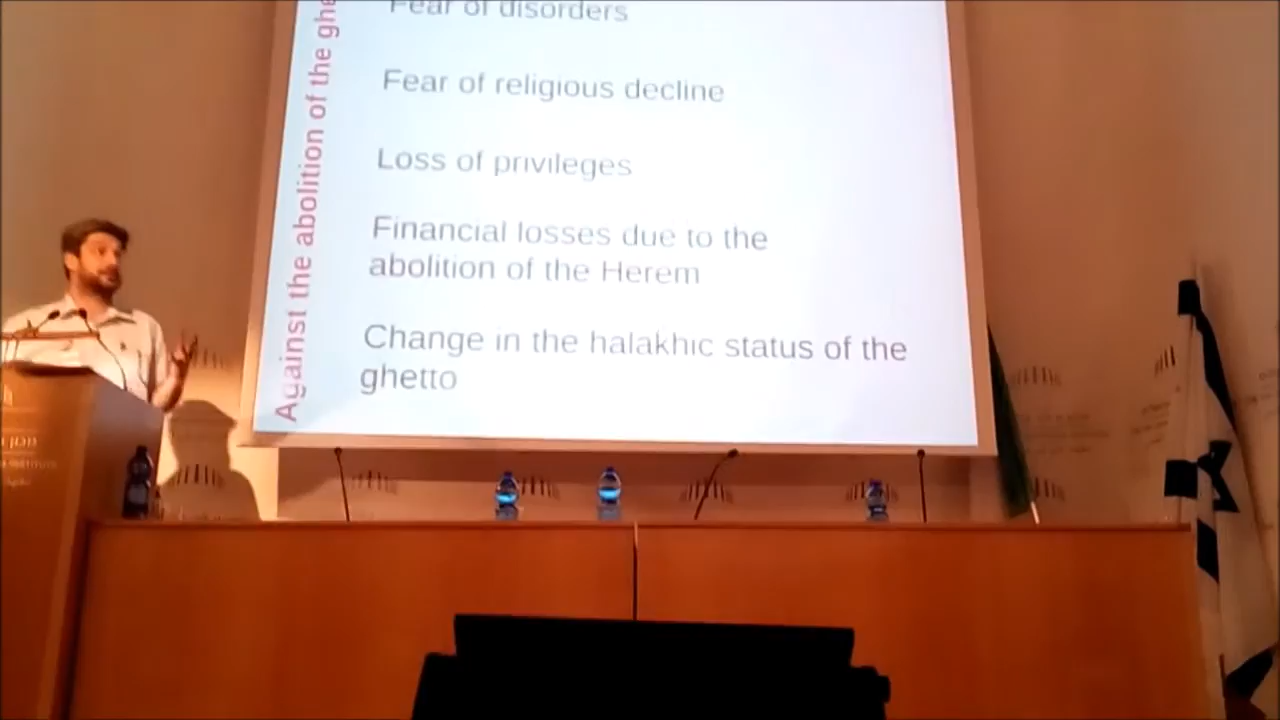 Against the abolition of the ghe
Fear of disorders
Fear of religious decline
Loss of privileges
Financial losses due to the
abolition of the Herem
Change in the halakhic status of the
ghetto